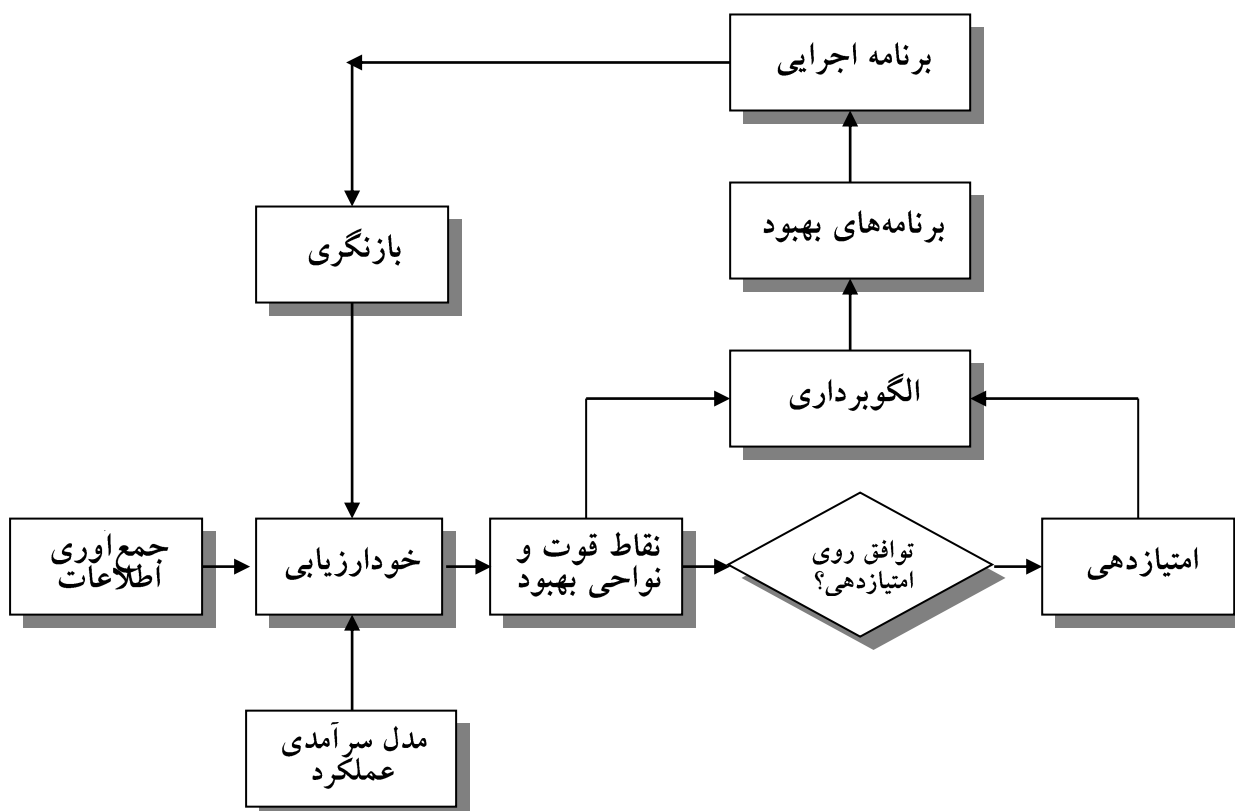 برنامه اجرایی
برنامه‌های بهبود
بازنگری
الگوبرداری
جمع‌اوری
اطلاعات
خودارزیابی
نقاط قوت و
نواحی بهبود
توافق روی
امتیازدهی؟
امتیازدهی
مدل سرآمدی
عملکرد